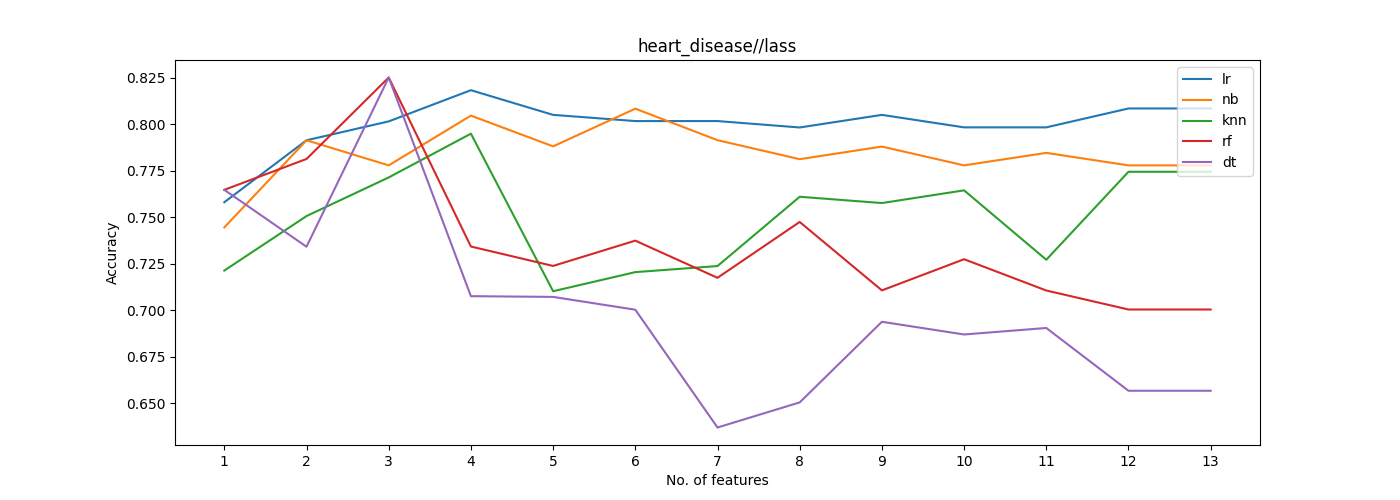 heart_disease//lass
0.825
0.800
0.775
0.750
0.725
0.700
0.675
0.650
Accuracy
lr
nb
knn
rf
dt
1 2 3 4 5 6 7 8 9 10 11 12 13
No. of features